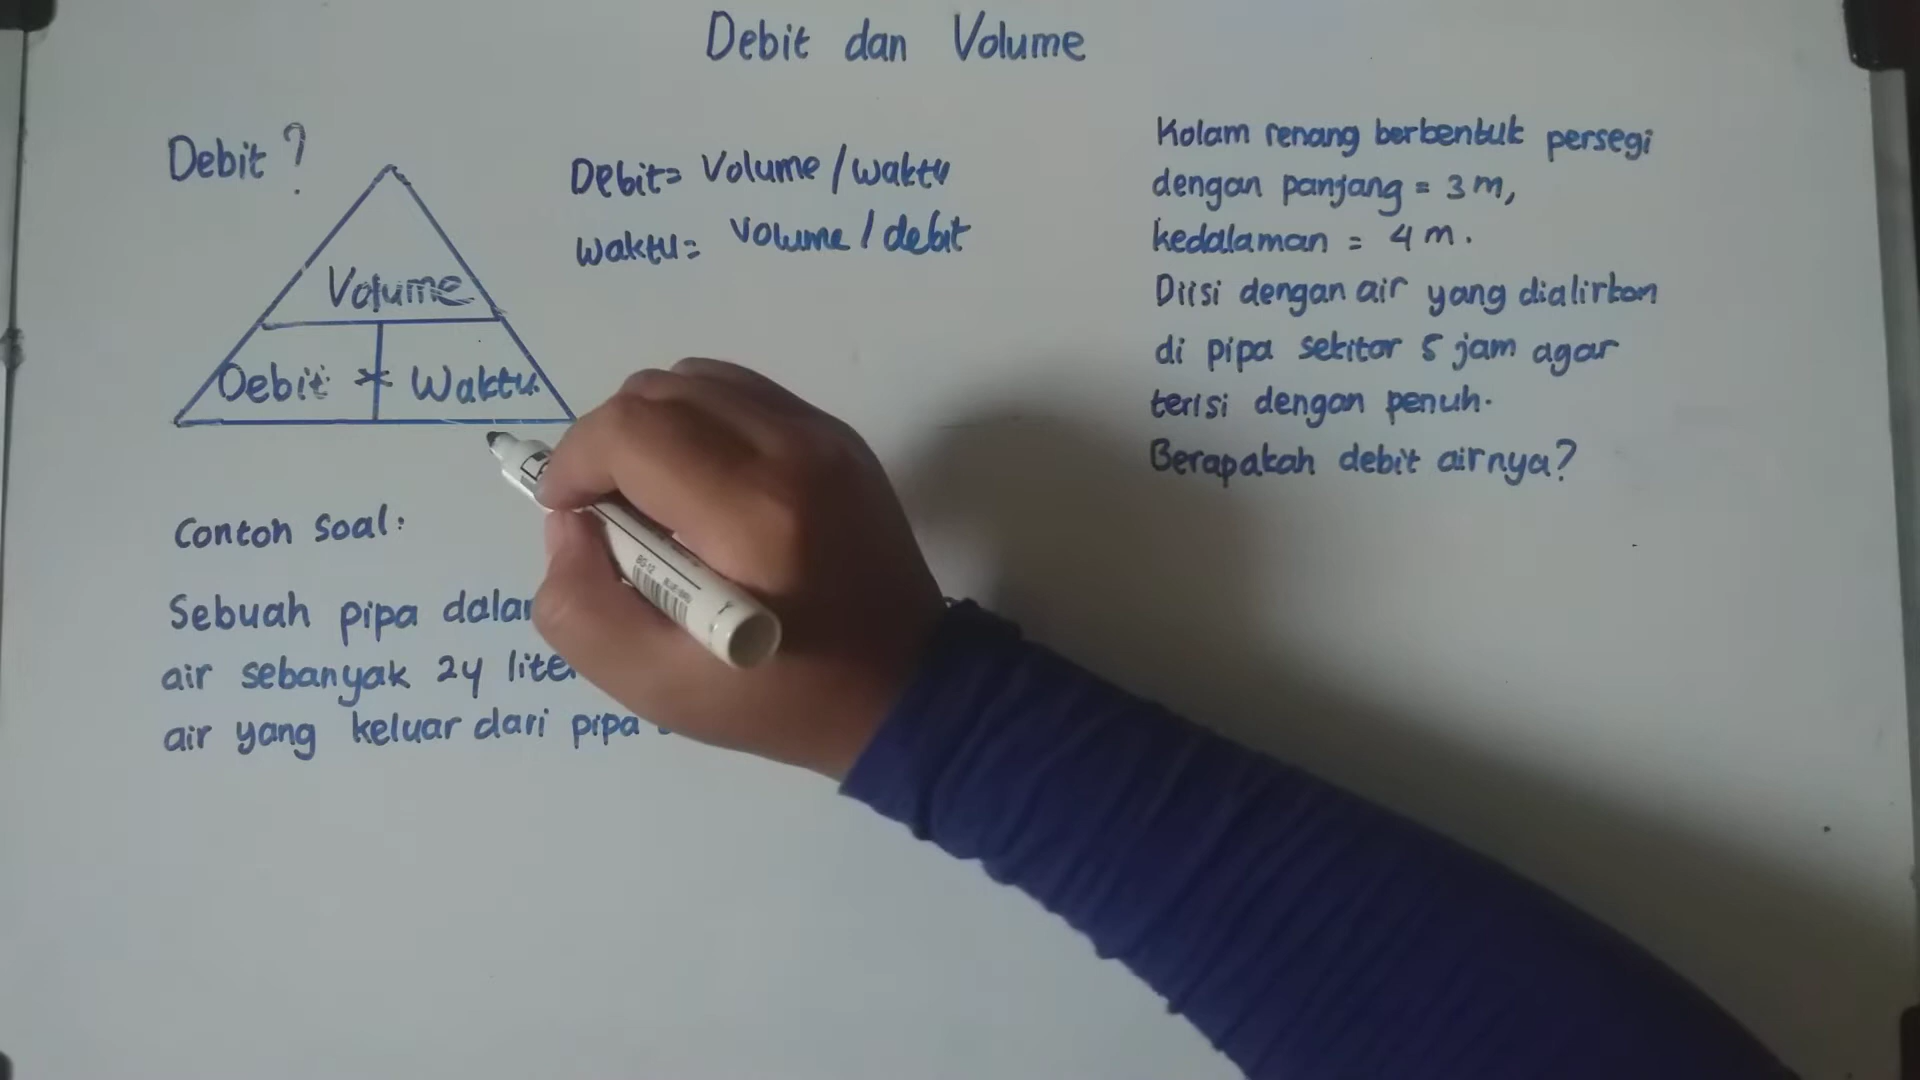 Debit dan Volume
Debit ?
Volume
Debit * Waktu
Debit= Volume / waktu
waktu= volume / debit
Contoh soal:
Sebuah pipa
air sebanyak 24
air yang keluar dari pipa
Kolam renang berbentuk persegi
dengan panjang = 3 m,
kedalaman = 4 m.
Diisi dengan air yang dialirkan
di pipa sekitar 5 jam agar
terisi dengan penuh.
Berapakah debit airnya?
BG-12